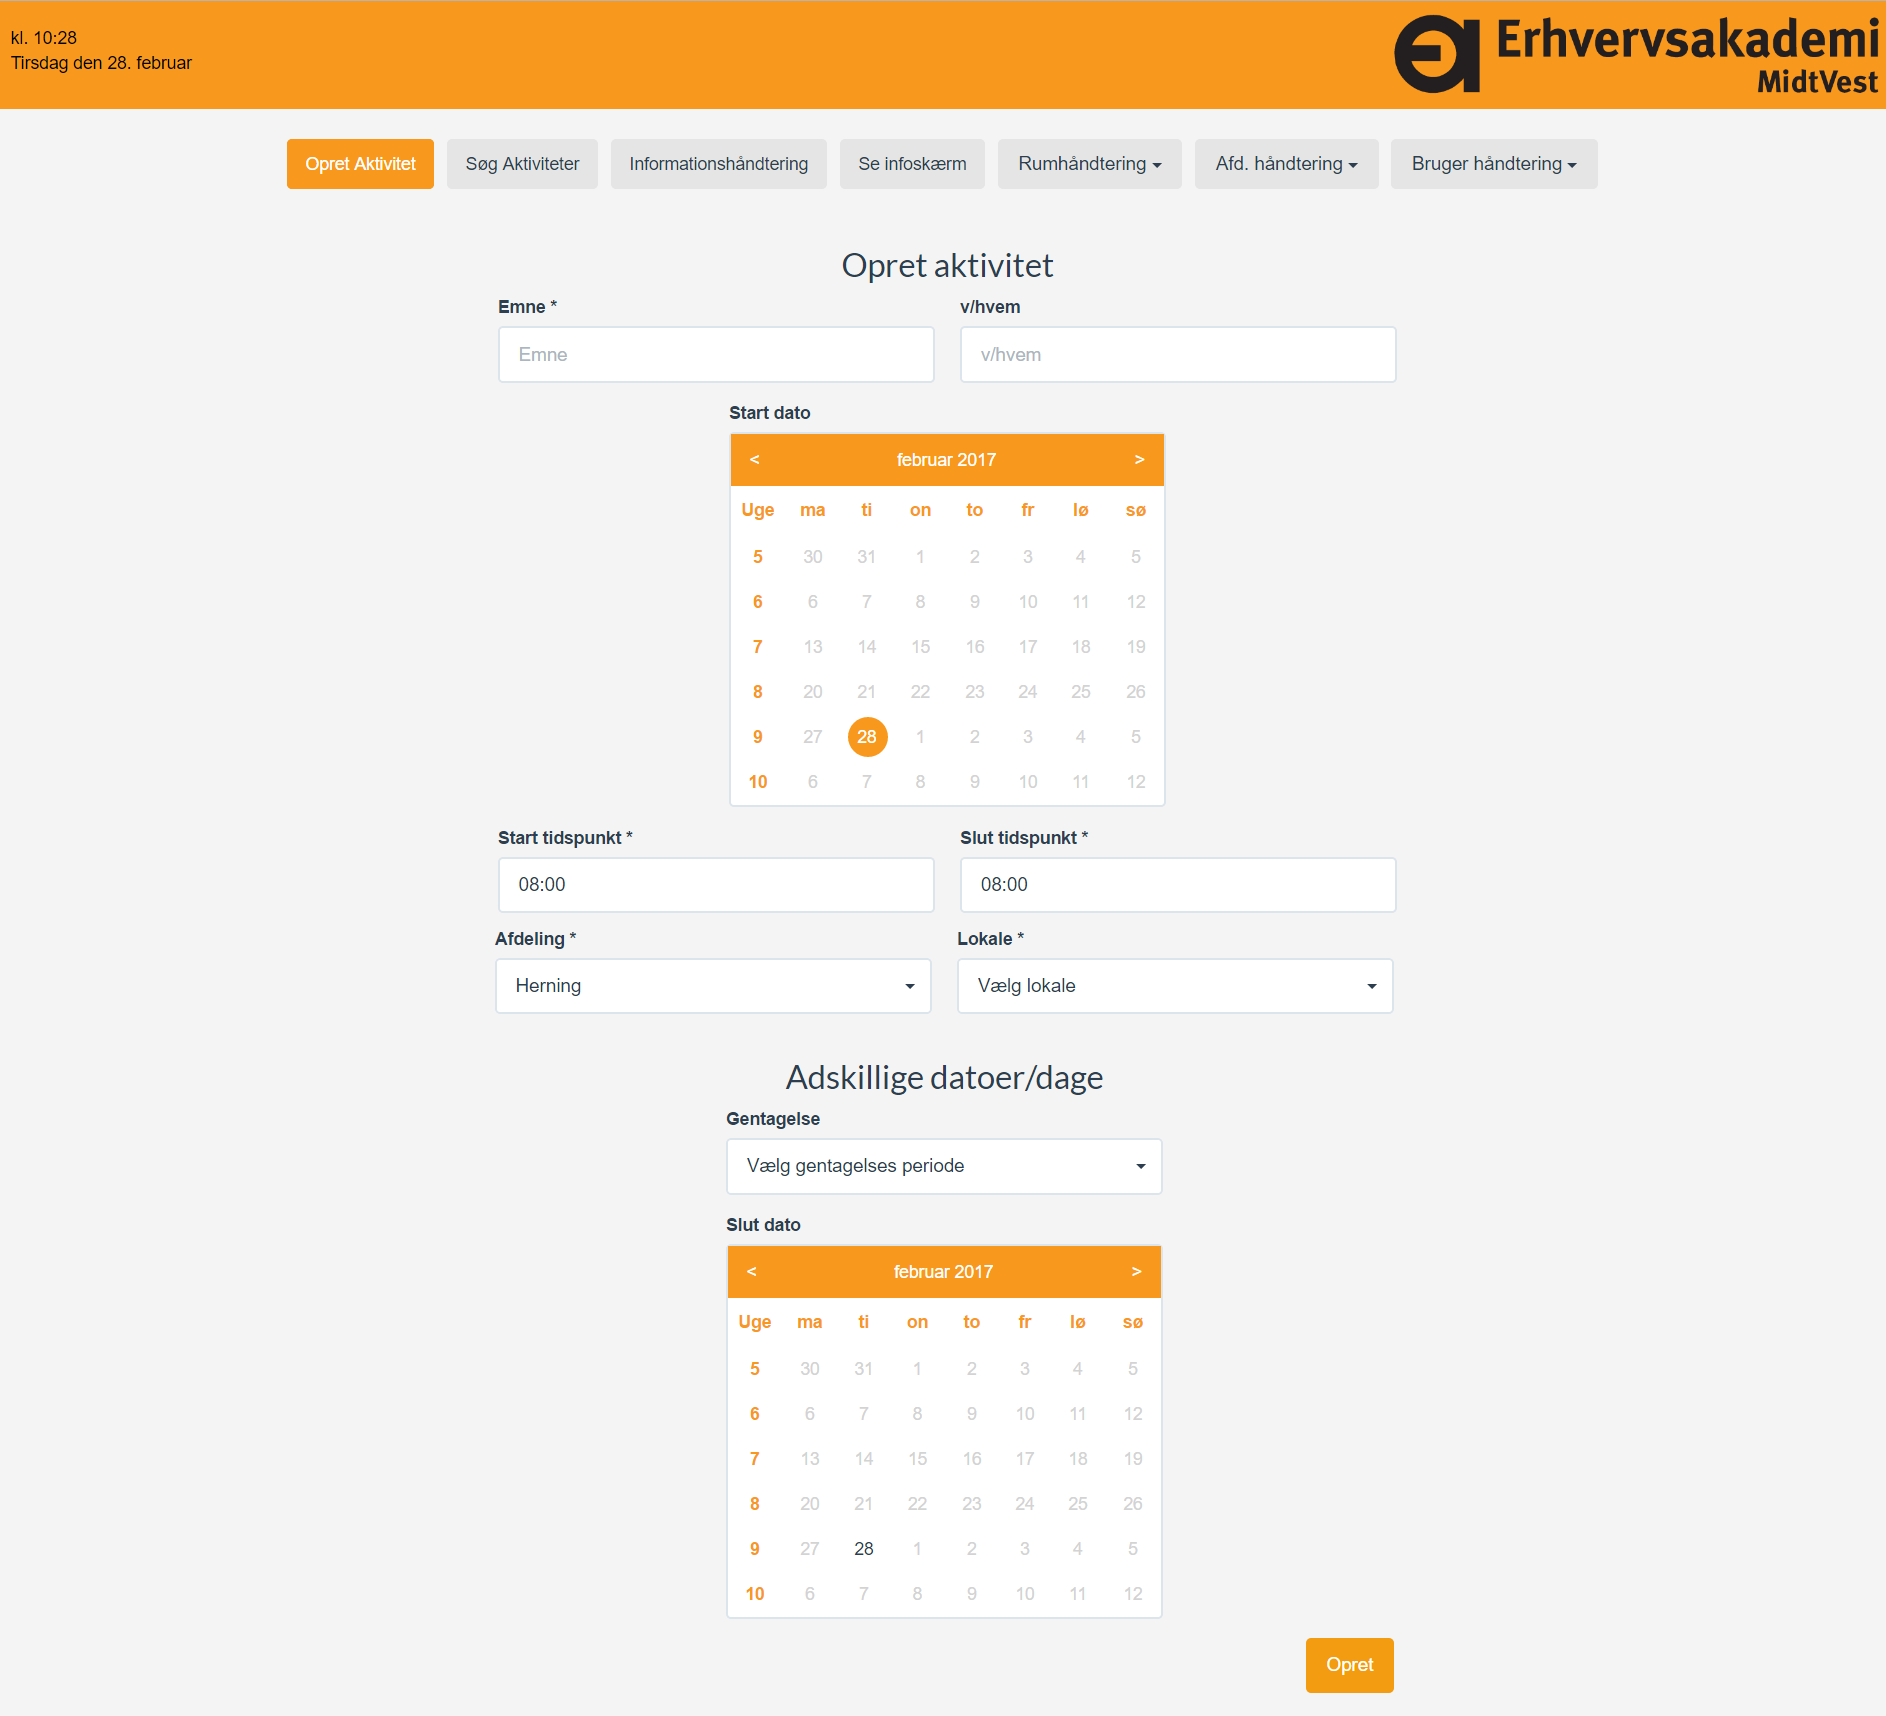 kl. 10:28
Tirsdag den 28. februar
Erhvervsakademi
MidtVest
Opret Aktivitet Søg Aktiviteter Informationshåndtering Se infoskærm Rumhåndtering Afd. håndtering Bruger håndtering
Opret aktivitet
Emne * v/hvem
Emne v/hvem
Start dato
< februar 2017 >
Uge ma ti on to fr lø sø
5 30 31 1 2 3 4 5
6 6 7 8 9 10 11 12
7 13 14 15 16 17 18 19
8 20 21 22 23 24 25 26
9 27 28 1 2 3 4 5
10 6 7 8 9 10 11 12
Start tidspunkt * Slut tidspunkt *
08:00 08:00
Afdeling * Lokale *
Herning Vælg lokale
Adskillige datoer/dage
Gentagelse
Vælg gentagelses periode
Slut dato
< februar 2017 >
Uge ma ti on to fr lø sø
5 30 31 1 2 3 4 5
6 6 7 8 9 10 11 12
7 13 14 15 16 17 18 19
8 20 21 22 23 24 25 26
9 27 28 1 2 3 4 5
10 6 7 8 9 10 11 12
Opret